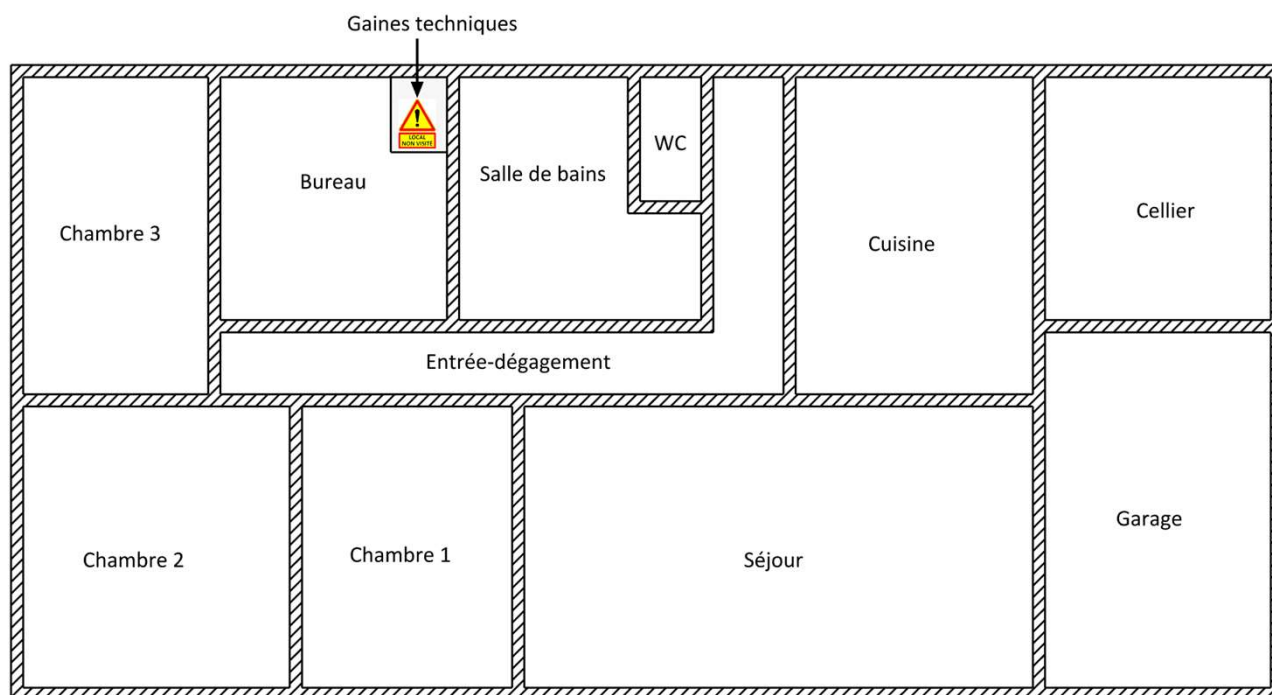 Gaines techniques
LOCAL
NON VISITE
WC
Salle de bains
Bureau
Cellier
Chambre 3
Cuisine
Entrée-dégagement
Garage
Chambre 2
Chambre 1
Séjour